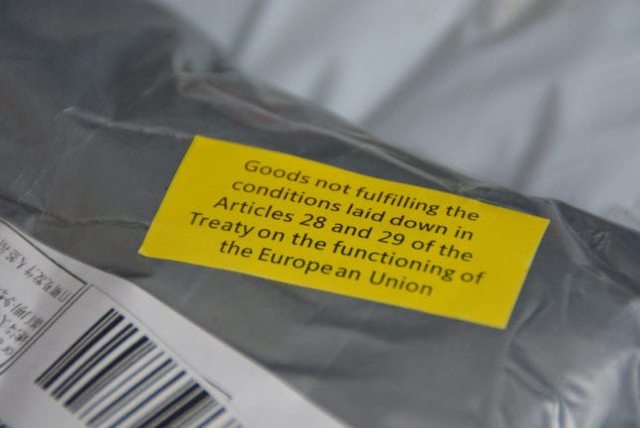 Goods not fulfilling the
conditions laid down in
Articles 28 and 29 of the
Treaty on the functioning of
the European Union